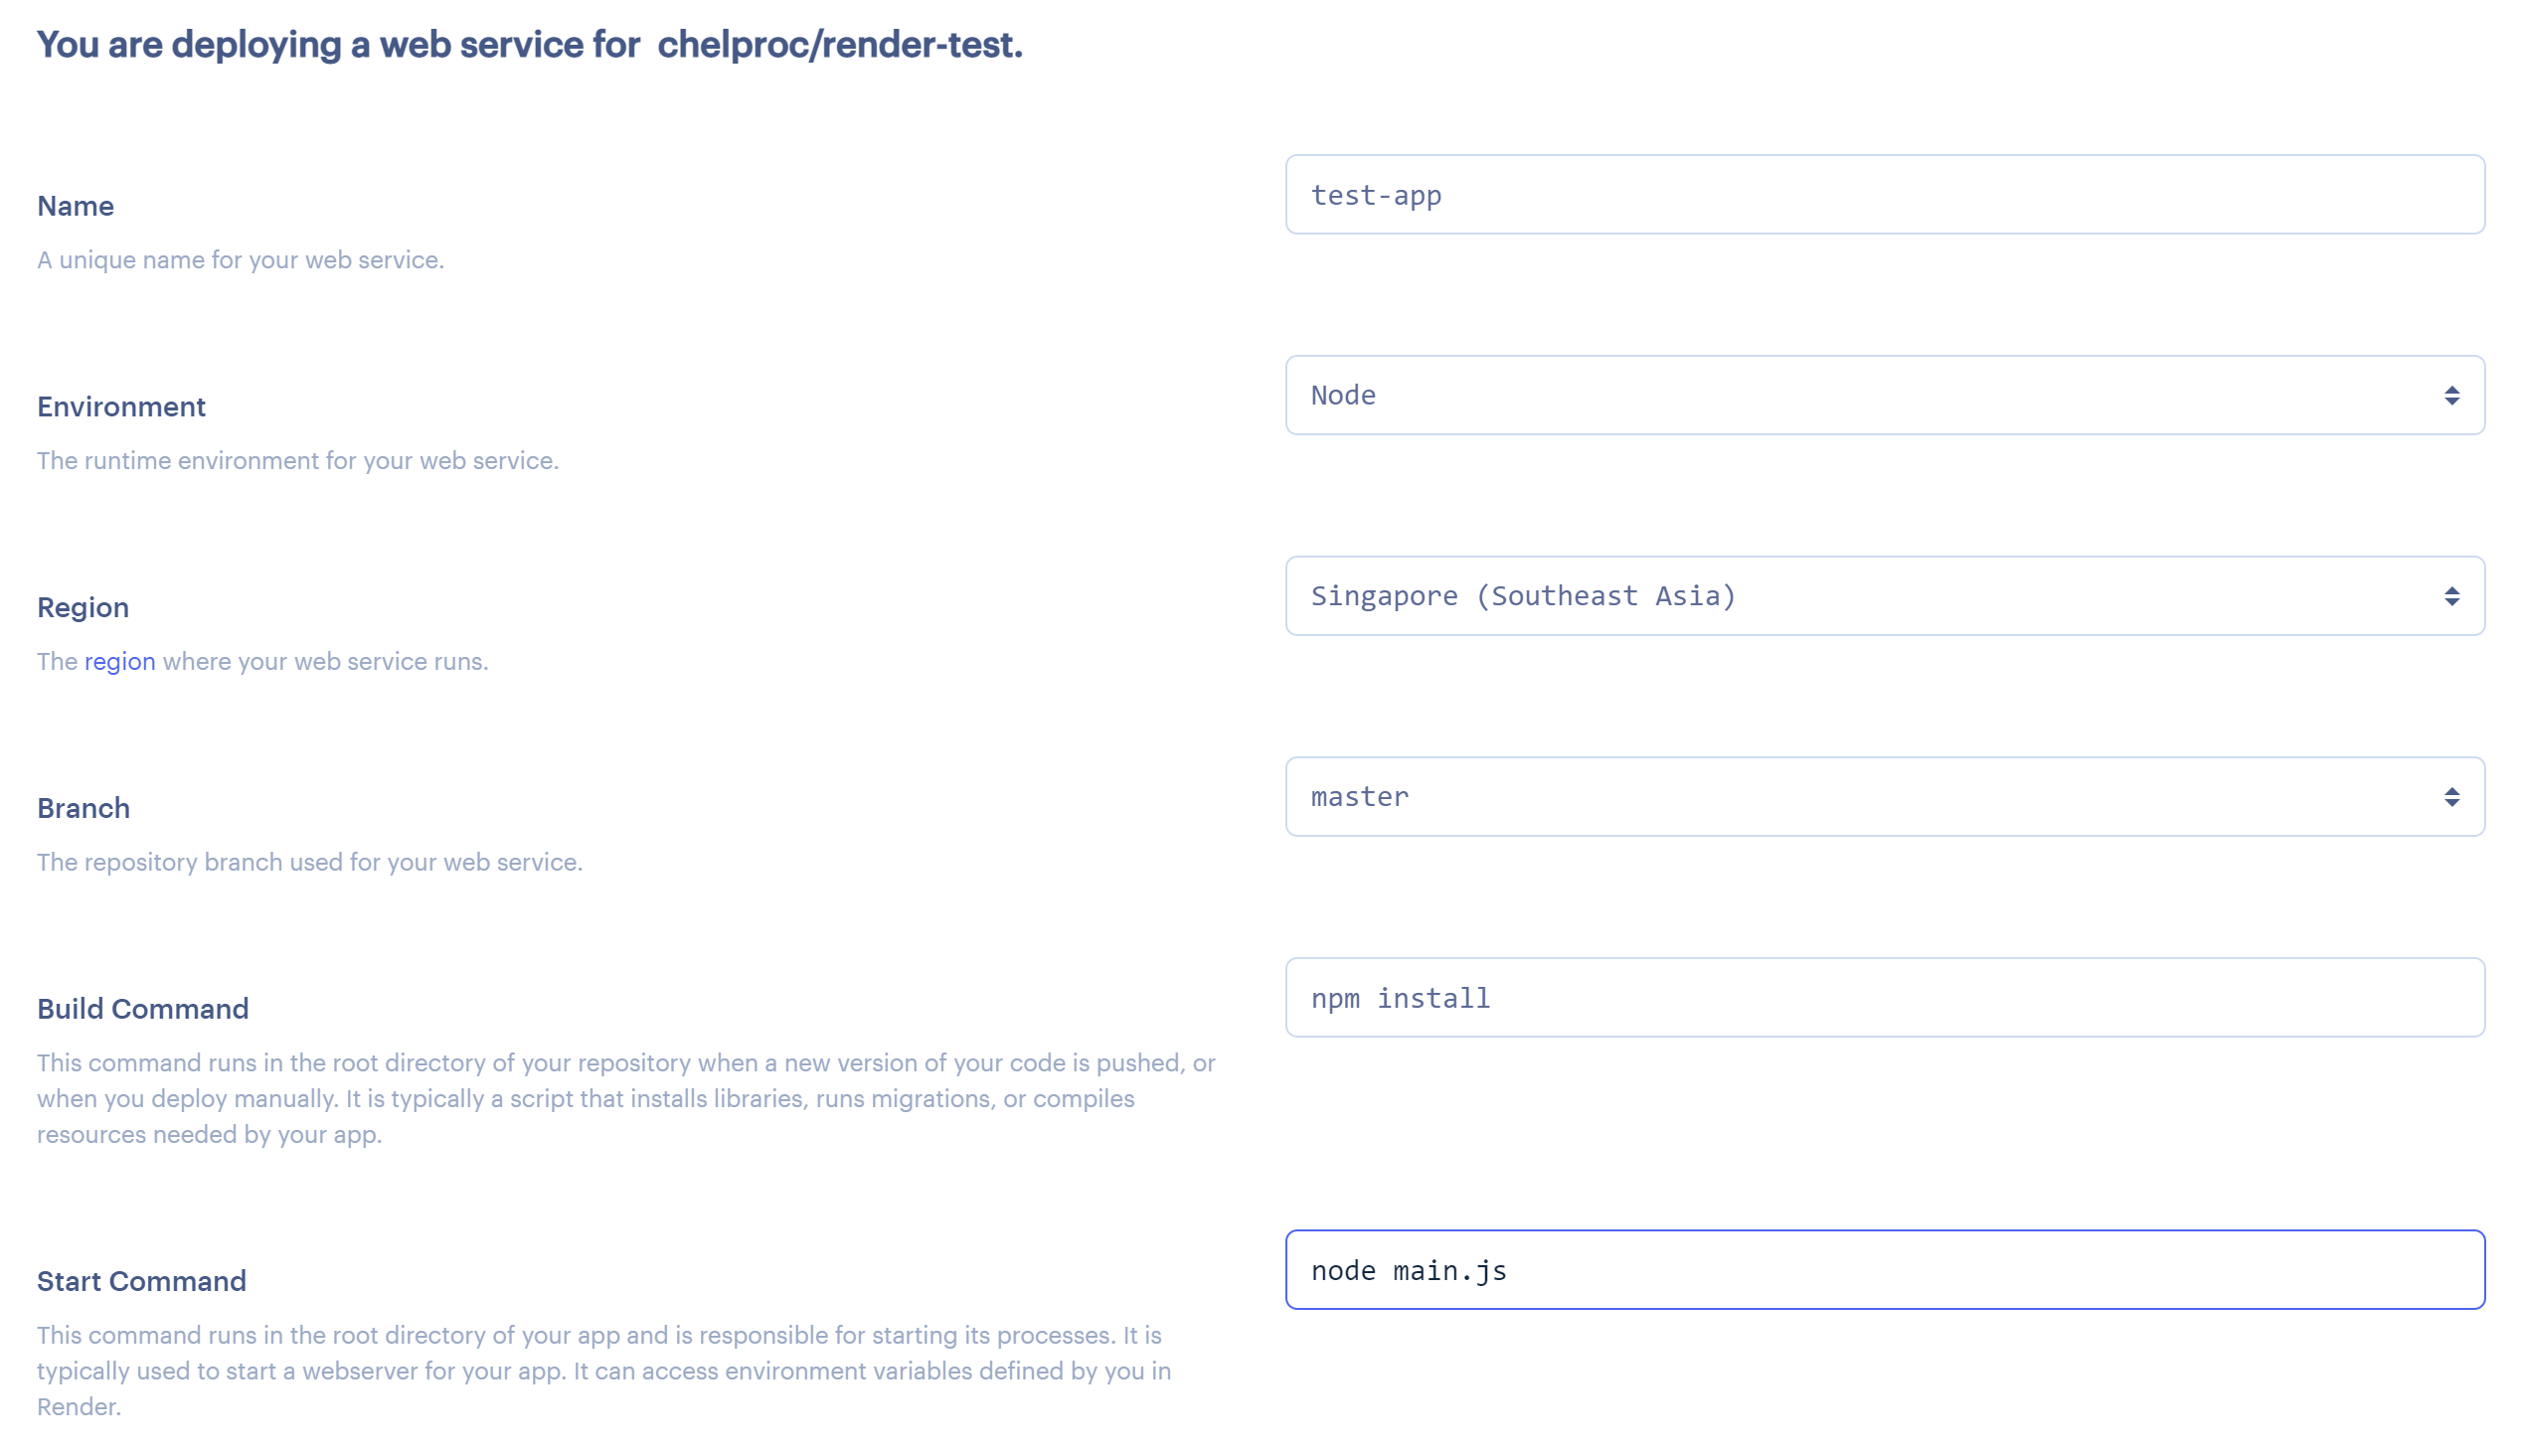 You are deploying a web service for chelproc/render-test.
Name
A unique name for your web service.
test-app
Environment
The runtime environment for your web service.
Node
Region
The region where your web service runs.
Singapore (Southeast Asia)
Branch
The repository branch used for your web service.
master
Build Command
This command runs in the root directory of your repository when a new version of your code is pushed, or
when you deploy manually. It is typically a script that installs libraries, runs migrations, or compiles
resources needed by your app.
npm install
Start Command
This command runs in the root directory of your app and is responsible for starting its processes. It is
typically used to start a webserver for your app. It can access environment variables defined by you in
Render.
node main.js